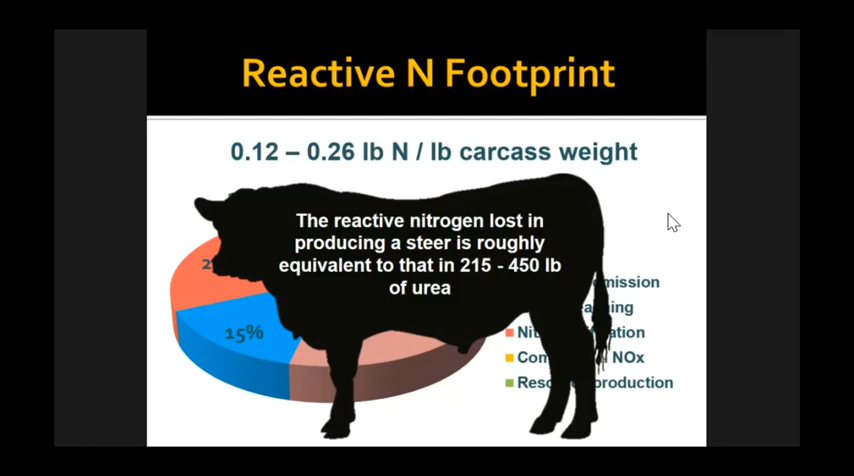 Reactive N Footprint
0.12 – 0.26 lb N / lb carcass weight
The reactive nitrogen lost in
producing a steer is roughly
equivalent to that in 215 - 450 lb
of urea
15%
NOx